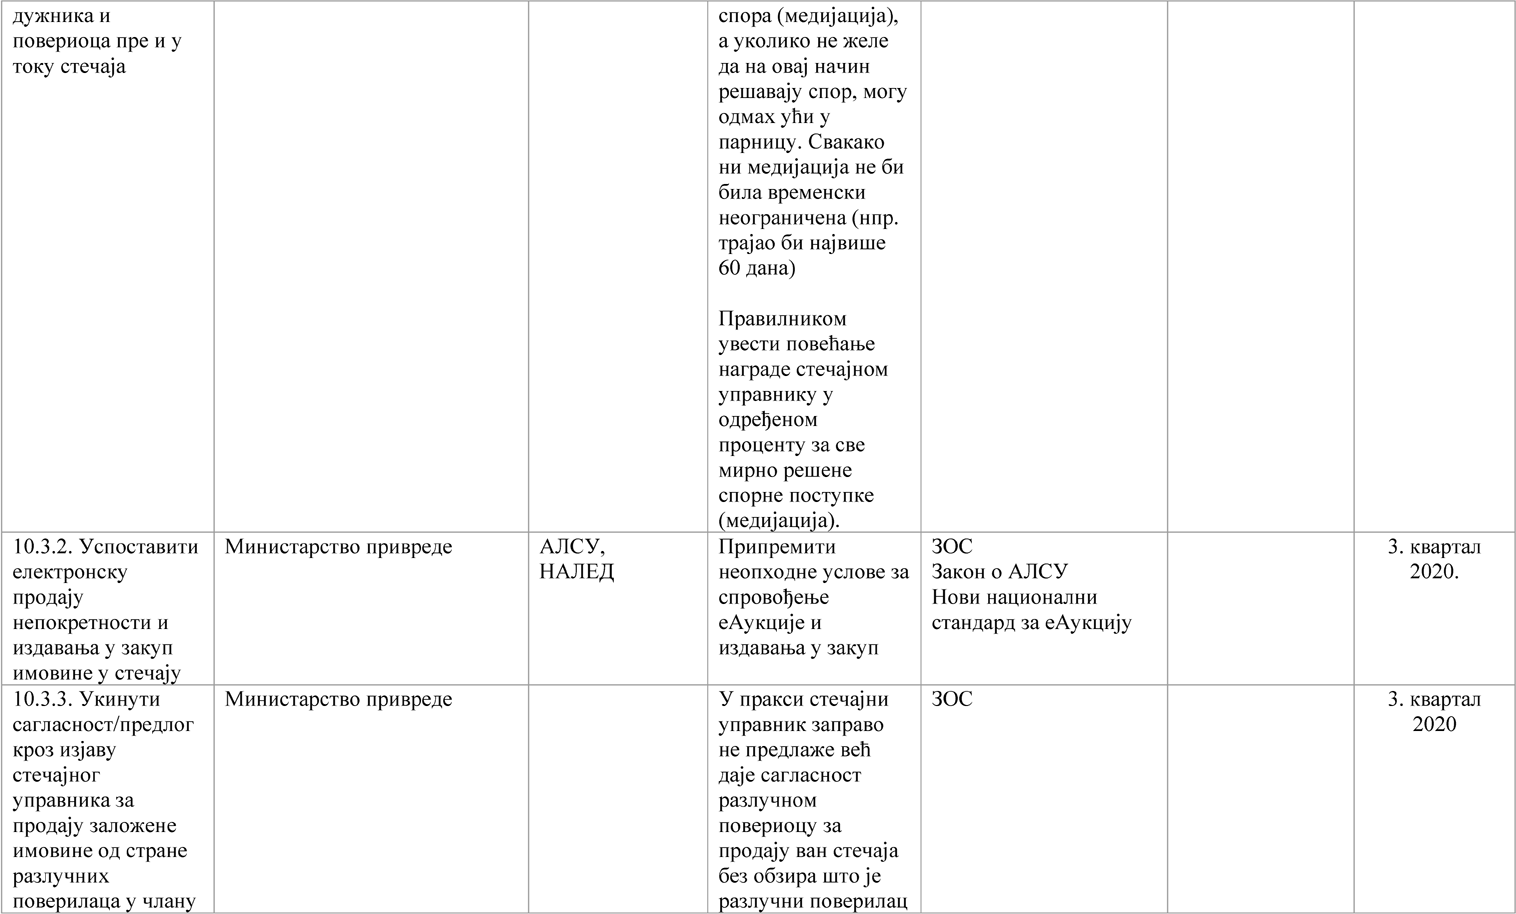 дужника и
повериоца пре и у
току стечаја
спора (медијација),
а уколико не желе
да на овај начин
решавају спор, могу
одмах ући у
парницу. Свакако
ни медијација не би
била временски
неограничена (нпр.
трајао би највише
60 дана)
Правилником
увести повећање
награде стечајном
управнику у
одређеном
проценту за све
мирно решене
спорне поступке
(медијација).
10.3.2. Успоставити
електронску
продају
непокретности и
издавања у закуп
имовине у стечају
Министарство привреде
АЛСУ,
НАЛЕД
Припремити
неопходне услове за
спровођење
еАукције и
издавања у закуп
ЗОС
Закон о АЛСУ
Нови национални
стандард за еАукцију
3. квартал
2020.
10.3.3. Укинути
сагласност/предлог
кроз изјаву
стечајног
управника за
продају заложене
имовине од стране
разлучних
поверилаца у члану
Министарство привреде
У пракси стечајни
управник заправо
не предлаже већ
даје сагласност
разлучном
повериоцу за
продају ван стечаја
без обзира што је
разлучни поверилац
ЗОС
3. квартал
2020